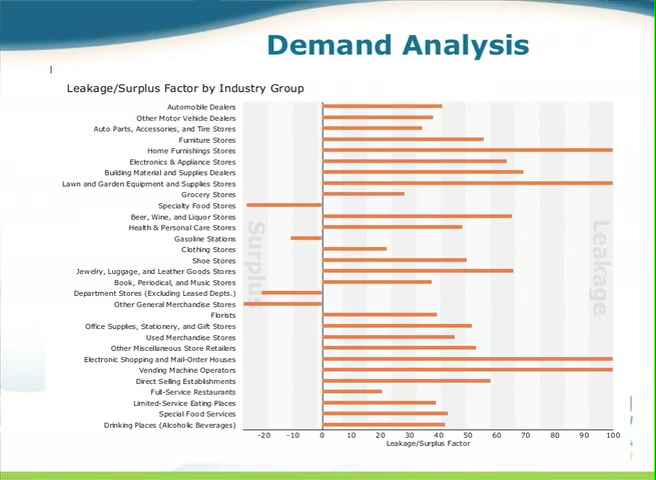 Demand Analysis
Leakage/Surplus Factor by Industry Group
Automobile Dealers
Other Motor Vehicle Dealers
Auto Parts, Accessories, and Tire Stores
Furniture Stores
Home Furnishings Stores
Electronics & Appliance Stores
Building Material and Supplies Dealers
Lawn and Garden Equipment and Supplies Stores
Grocery Stores
Specialty Food Stores
Beer, Wine, and Liquor Stores
Health & Personal Care Stores
Gasoline Stations
Clothing Stores
Shoe Stores
Jewelry, Luggage, and Leather Goods Stores
Book, Periodical, and Music Stores
Department Stores (Excluding Leased Depts.)
Other General Merchandise Stores
Florists
Office Supplies, Stationery, and Gift Stores
Used Merchandise Stores
Other Miscellaneous Store Retailers
Electronic Shopping and Mail-Order Houses
Vending Machine Operators
Direct Selling Establishments
Full-Service Restaurants
Limited-Service Eating Places
Special Food Services
Drinking Places (Alcoholic Beverages)
Surplus
Leakage
-20 -10 0 10 20 30 40 50 60 70 80 90 100
Leakage/Surplus Factor